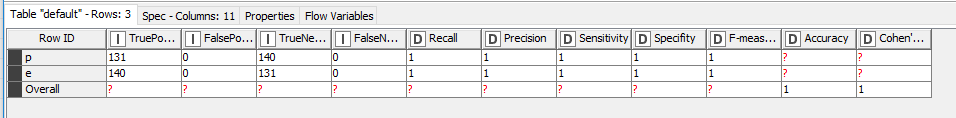 Table "default" - Rows: 3 Spec - Columns: 11 Properties Flow Variables
Row ID I TruePo... I FalsePo... I TrueNe... I FalseN... D Recall D Precision D Sensitivity D Specifity D F-meas... D Accuracy D Cohen'...
p 131 0 140 0 1 1 1 1 1 ? ?
e 140 0 131 0 1 1 1 1 1 ? ?
Overall ? ? ? ? ? ? ? ? ? 1 1